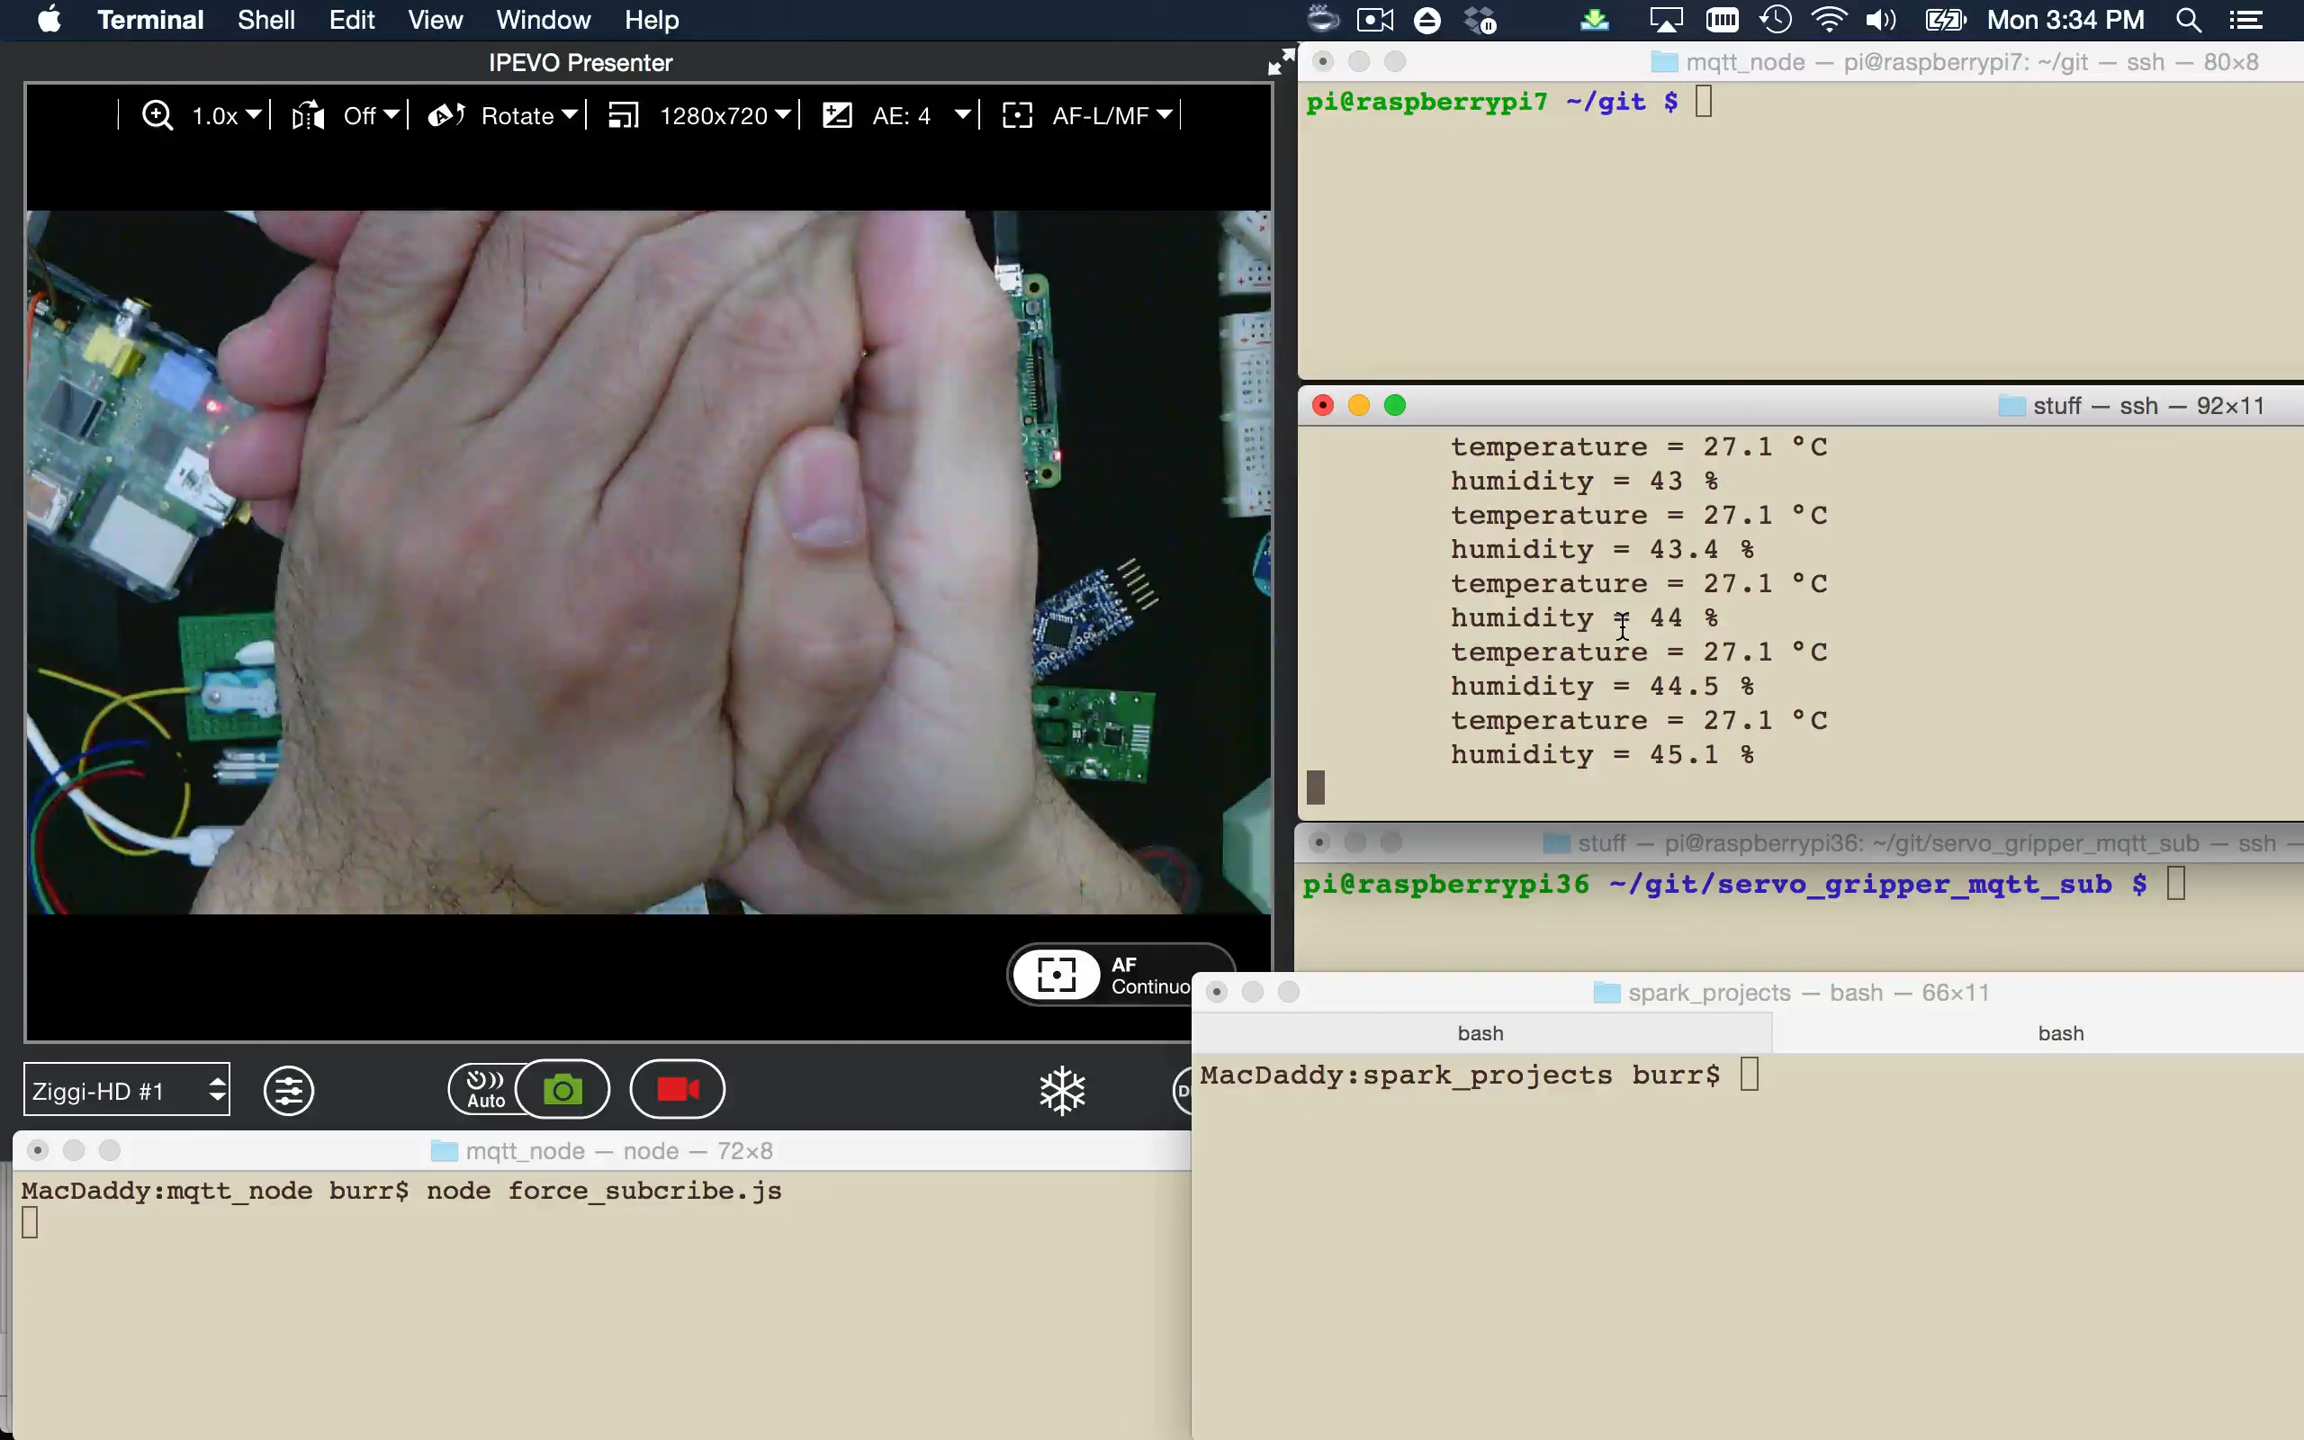 Terminal Shell Edit View Window Help Mon 3:34 PM
IPEVO Presenter
1.0x Off Rotate 1280x720 AE: 4 AF-L/MF
AF
Continuo
Ziggi-HD #1
Auto
mqtt_node — pi@raspberrypi7: ~/git — ssh — 80×8
pi@raspberrypi7 ~/git $
stuff — ssh — 92×11
temperature = 27.1 °C
humidity = 43 %
temperature = 27.1 °C
humidity = 43.4 %
temperature = 27.1 °C
humidity = 44 %
temperature = 27.1 °C
humidity = 44.5 %
temperature = 27.1 °C
humidity = 45.1 %
stuff — pi@raspberrypi36: ~/git/servo_gripper_mqtt_sub — ssh —
pi@raspberrypi36 ~/git/servo_gripper_mqtt_sub $
spark_projects — bash — 66×11
bash bash
MacDaddy:spark_projects burr$
mqtt_node — node — 72×8
MacDaddy:mqtt_node burr$ node force_subcribe.js